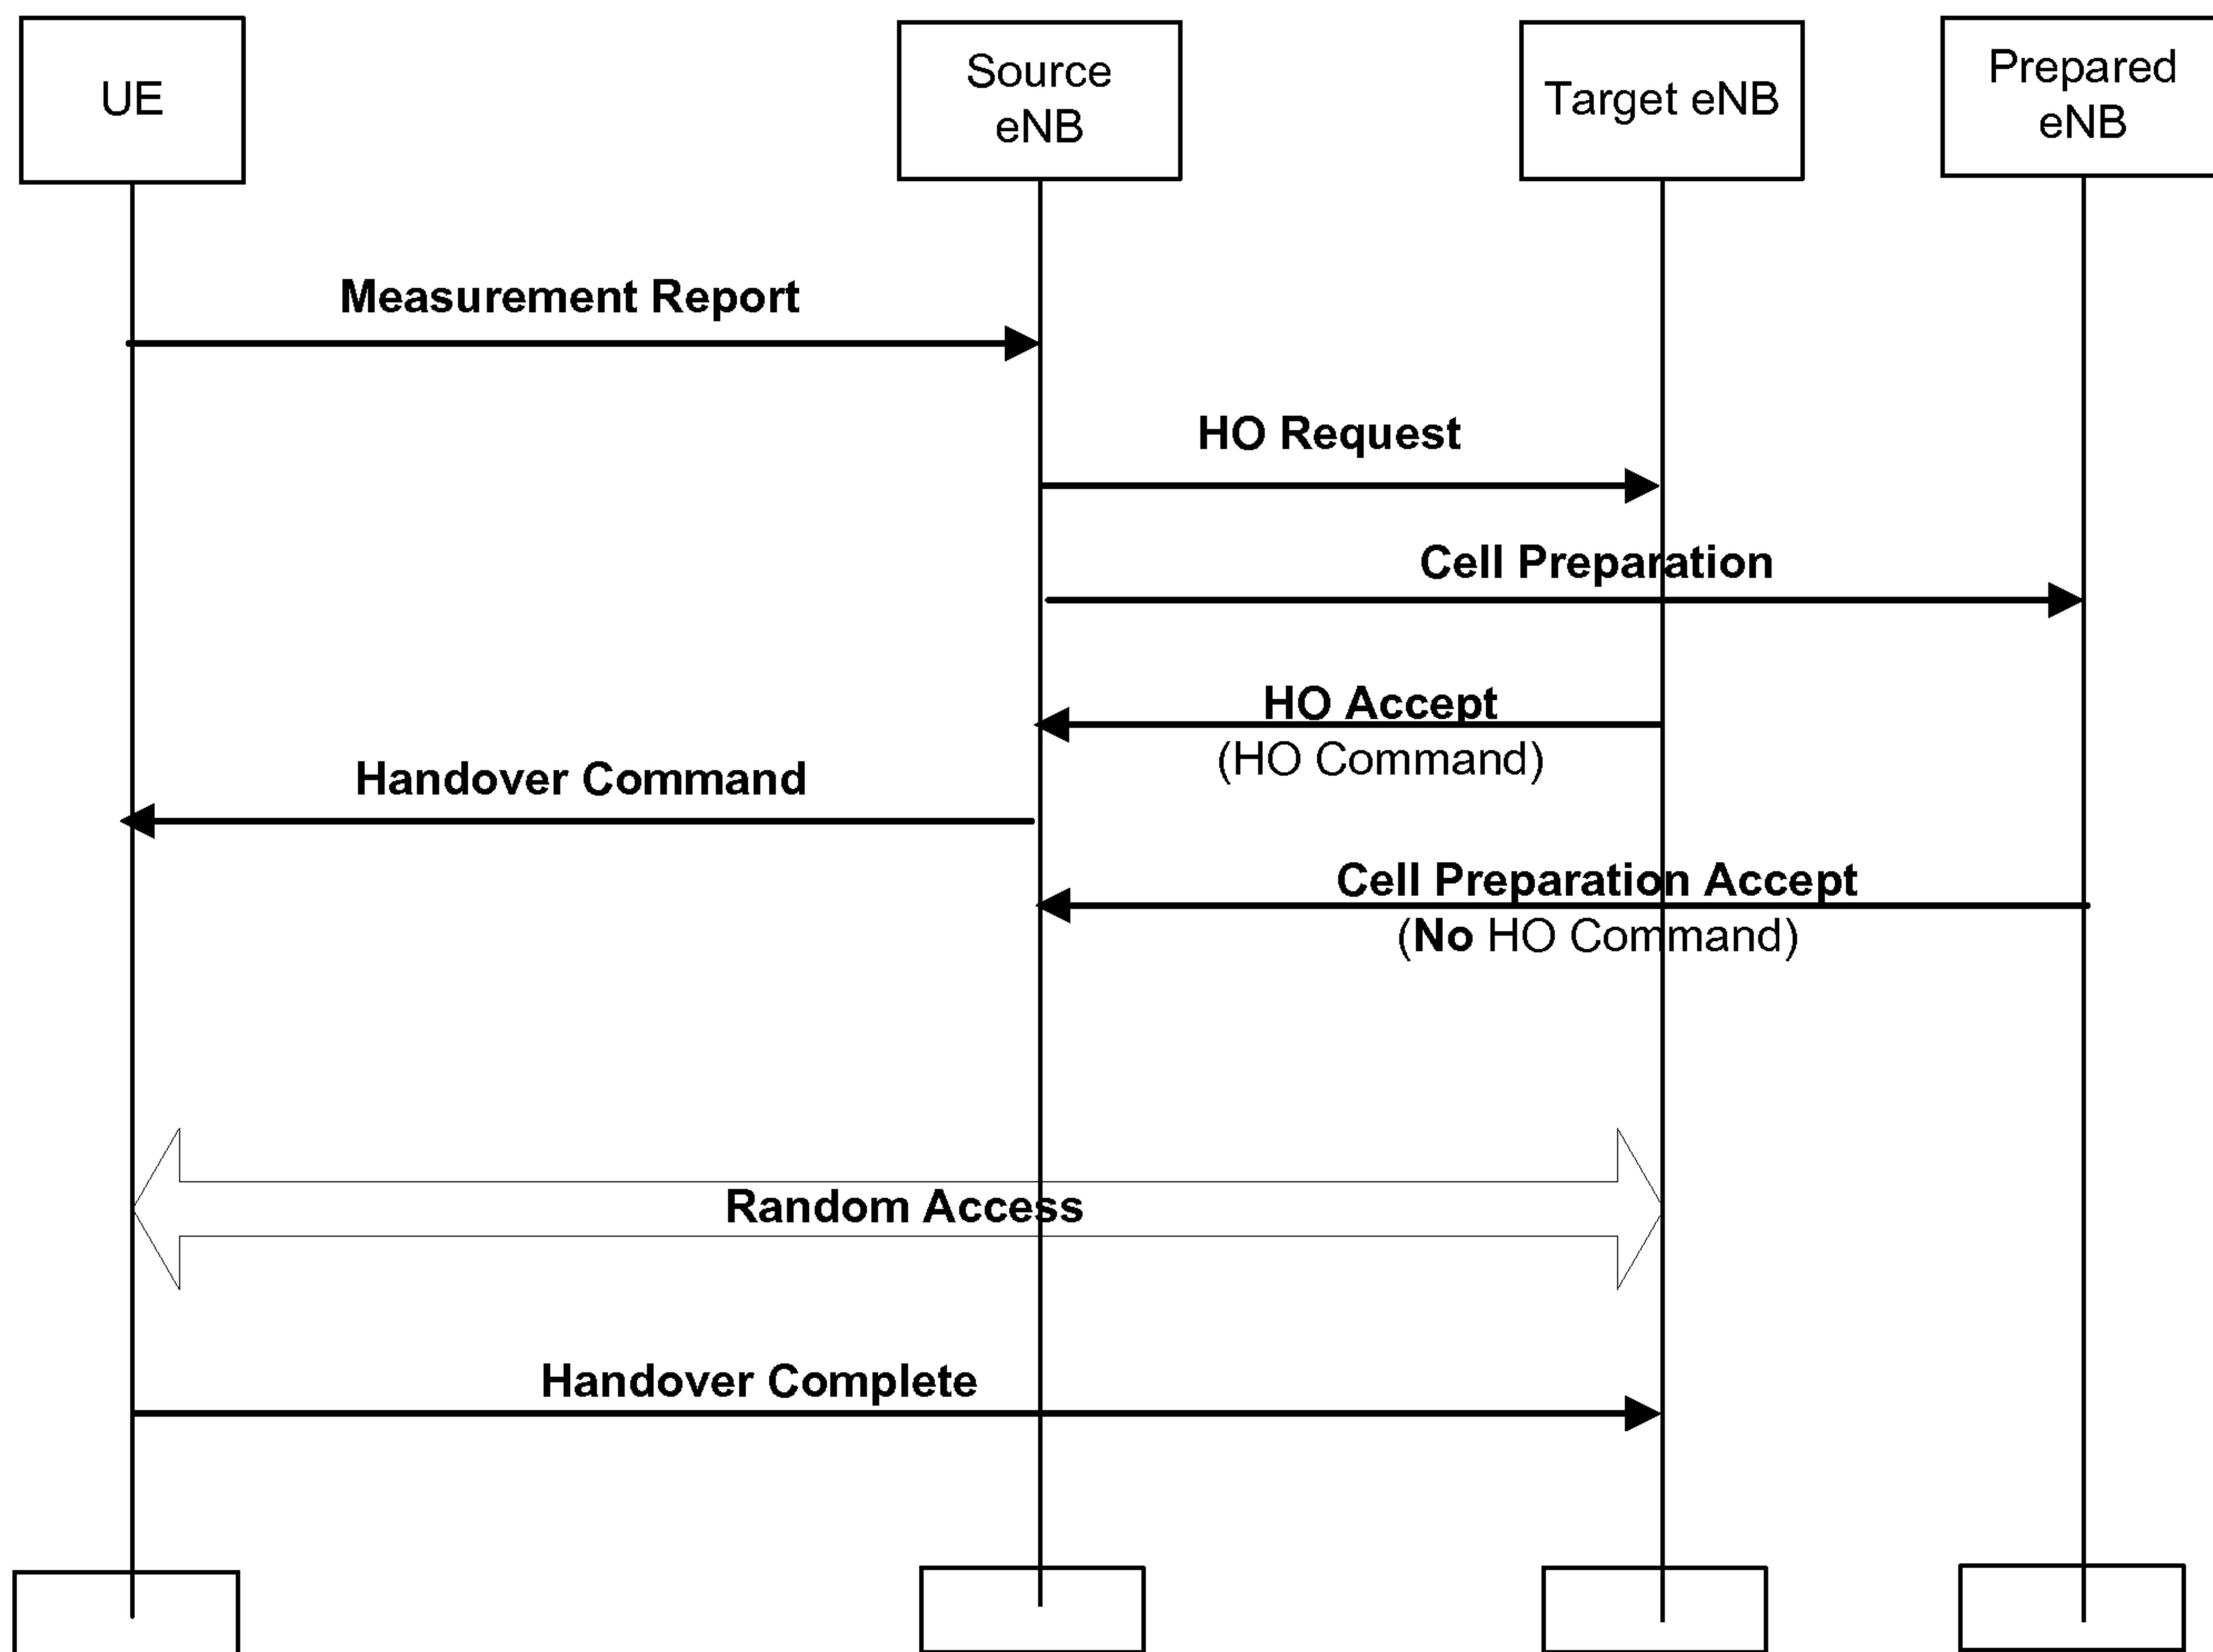 UE
Source
eNB
Target eNB
Prepared
eNB
Measurement Report
HO Request
Cell Preparation
HO Accept
(HO Command)
Handover Command
Cell Preparation Accept
(No HO Command)
Random Access
Handover Complete